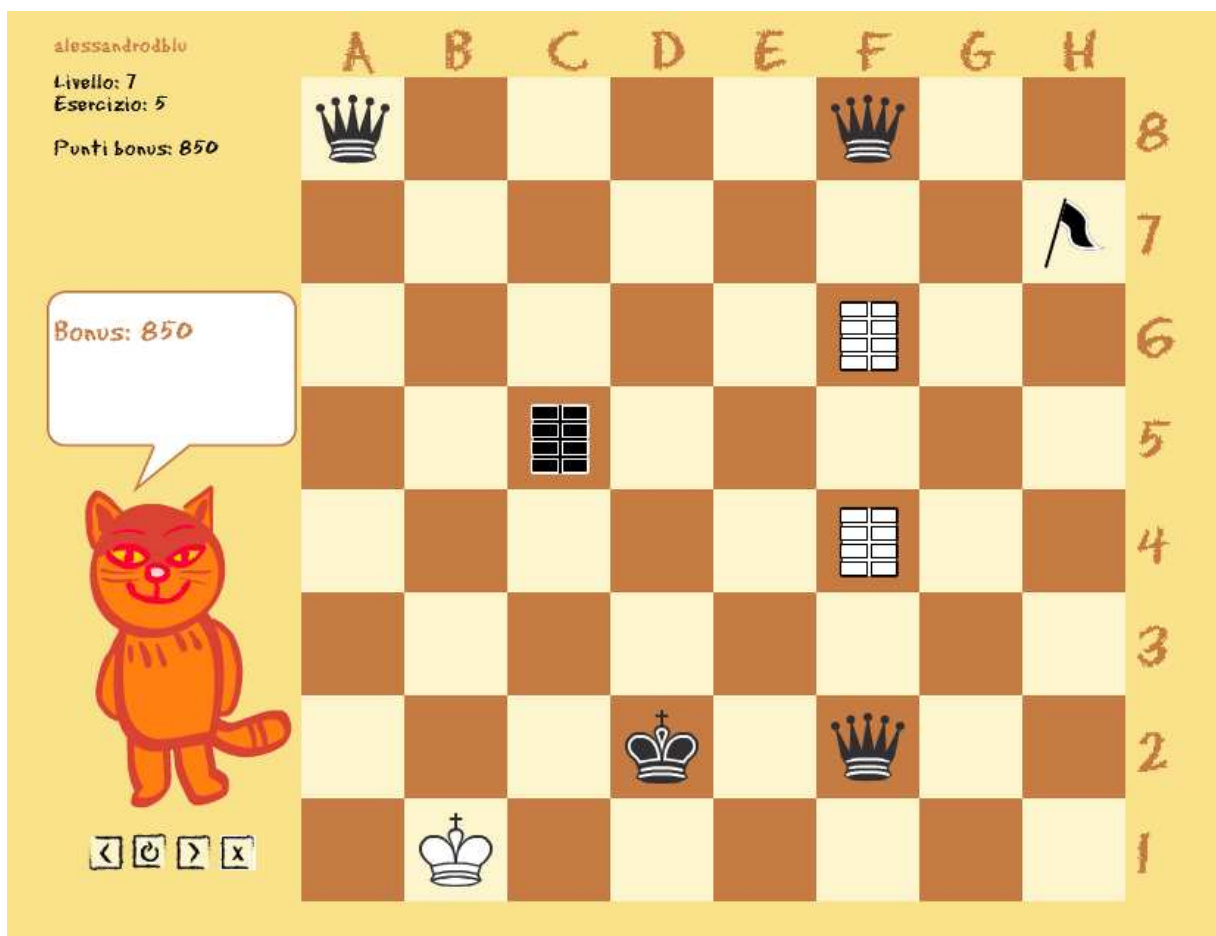 alessandrodblu
Livello: 7
Esercizio: 5
Punti bonus: 850
A B C D E F G H
8
7
6
5
4
3
2
1
Bonus: 850
< > x